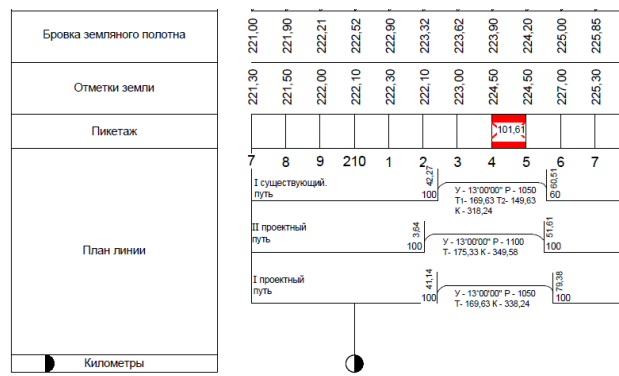 Бровка земляного полотна
221,00 221,90 222,21 222,52 222,90 223,32 223,62 223,90 224,20 225,00 225,85
Отметки земли
221,30 221,50 222,00 222,10 222,30 222,10 223,00 224,50 224,50 227,00 225,30
Пикетаж
101,61
7 8 9 210 1 2 3 4 5 6 7
План линии
I существующий.
путь
100
42,27
У - 13°00'00" Р - 1050
Т1- 169,63 Т2- 149,63
К - 318,24
60,51
60
II проектный
путь
100
3,64
У - 13°00'00" Р - 1100
Т- 175,33 К - 349,58
51,61
100
I проектный
путь
100
41,14
У - 13°00'00" Р - 1050
Т- 169,63 К - 338,24
79,38
100
Километры